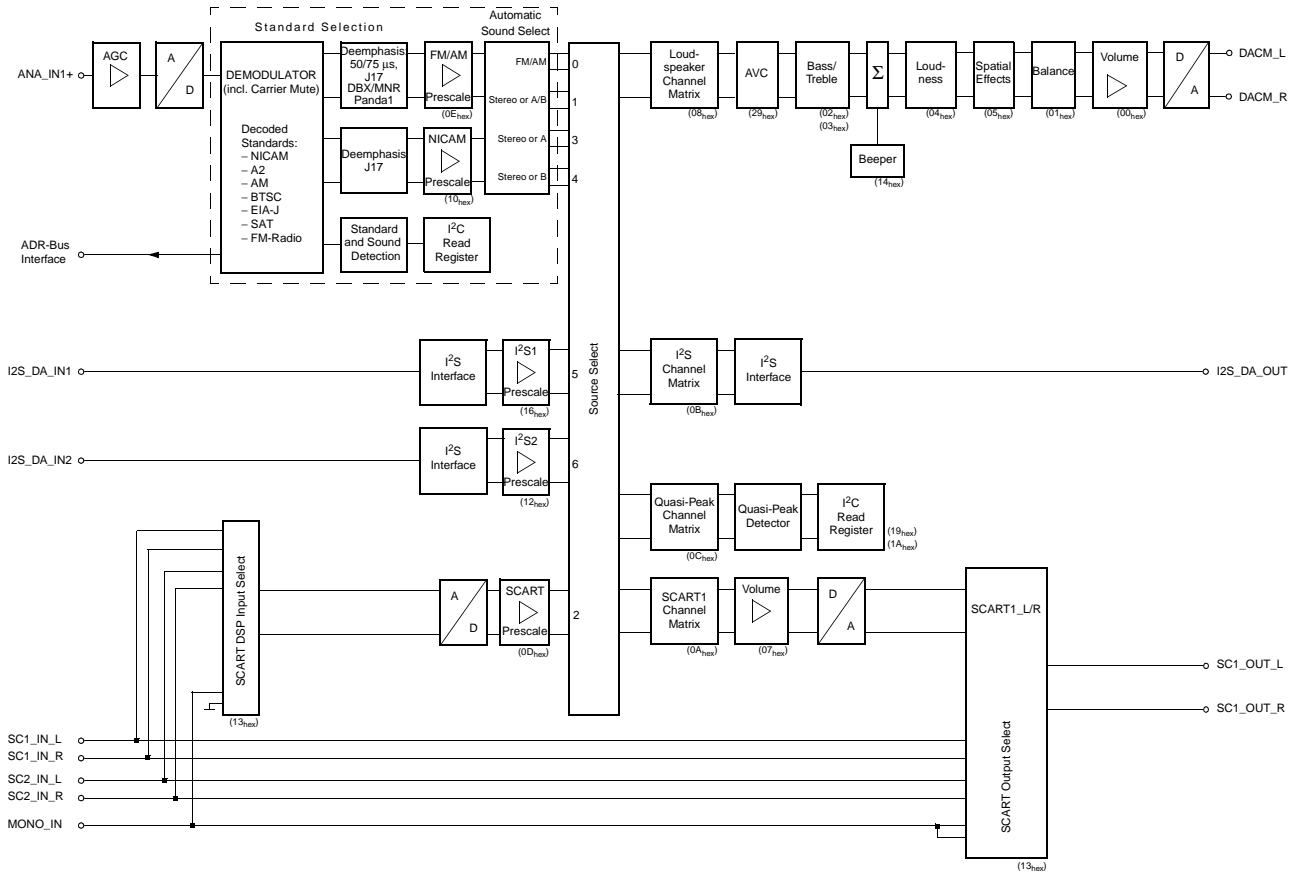 Standard Selection
Automatic
Sound Select
ANA_IN1+
AGC
A
D
DEMODULATOR
(incl. Carrier Mute)
Decoded
Standards:
– NICAM
– A2
– AM
– BTSC
– EIA-J
– SAT
– FM-Radio
Deemphasis:
50/75 µs,
J17
DBX/MNR
Panda1
FM/AM
Prescale
(0Ehex)
Deemphasis
J17
NICAM
Prescale
(10hex)
Standard
and Sound
Detection
I2C
Read
Register
FM/AM
Stereo or A/B
Stereo or A
Stereo or B
0
1
3
4
5
6
2
Source Select
Loud-
speaker
Channel
Matrix
(08hex)
AVC
(29hex)
Bass/
Treble
(02hex)
(03hex)
Σ
Beeper
(14hex)
Loud-
ness
(04hex)
Spatial
Effects
(05hex)
Balance
(01hex)
Volume
(00hex)
D
A
DACM_L
DACM_R
ADR-Bus
Interface
I2S_DA_IN1
I2S
Interface
I2S1
Prescale
(16hex)
I2S
Channel
Matrix
(0Bhex)
I2S
Interface
I2S_DA_OUT
I2S_DA_IN2
I2S
Interface
I2S2
Prescale
(12hex)
Quasi-Peak
Channel
Matrix
(0Chex)
Quasi-Peak
Detector
I2C
Read
Register
(19hex)
(1Ahex)
SCART DSP Input Select
(13hex)
A
D
SCART
Prescale
(0Dhex)
SCART1
Channel
Matrix
(0Ahex)
Volume
(07hex)
D
A
SCART1_L/R
SCART Output Select
(13hex)
SC1_OUT_L
SC1_OUT_R
SC1_IN_L
SC1_IN_R
SC2_IN_L
SC2_IN_R
MONO_IN